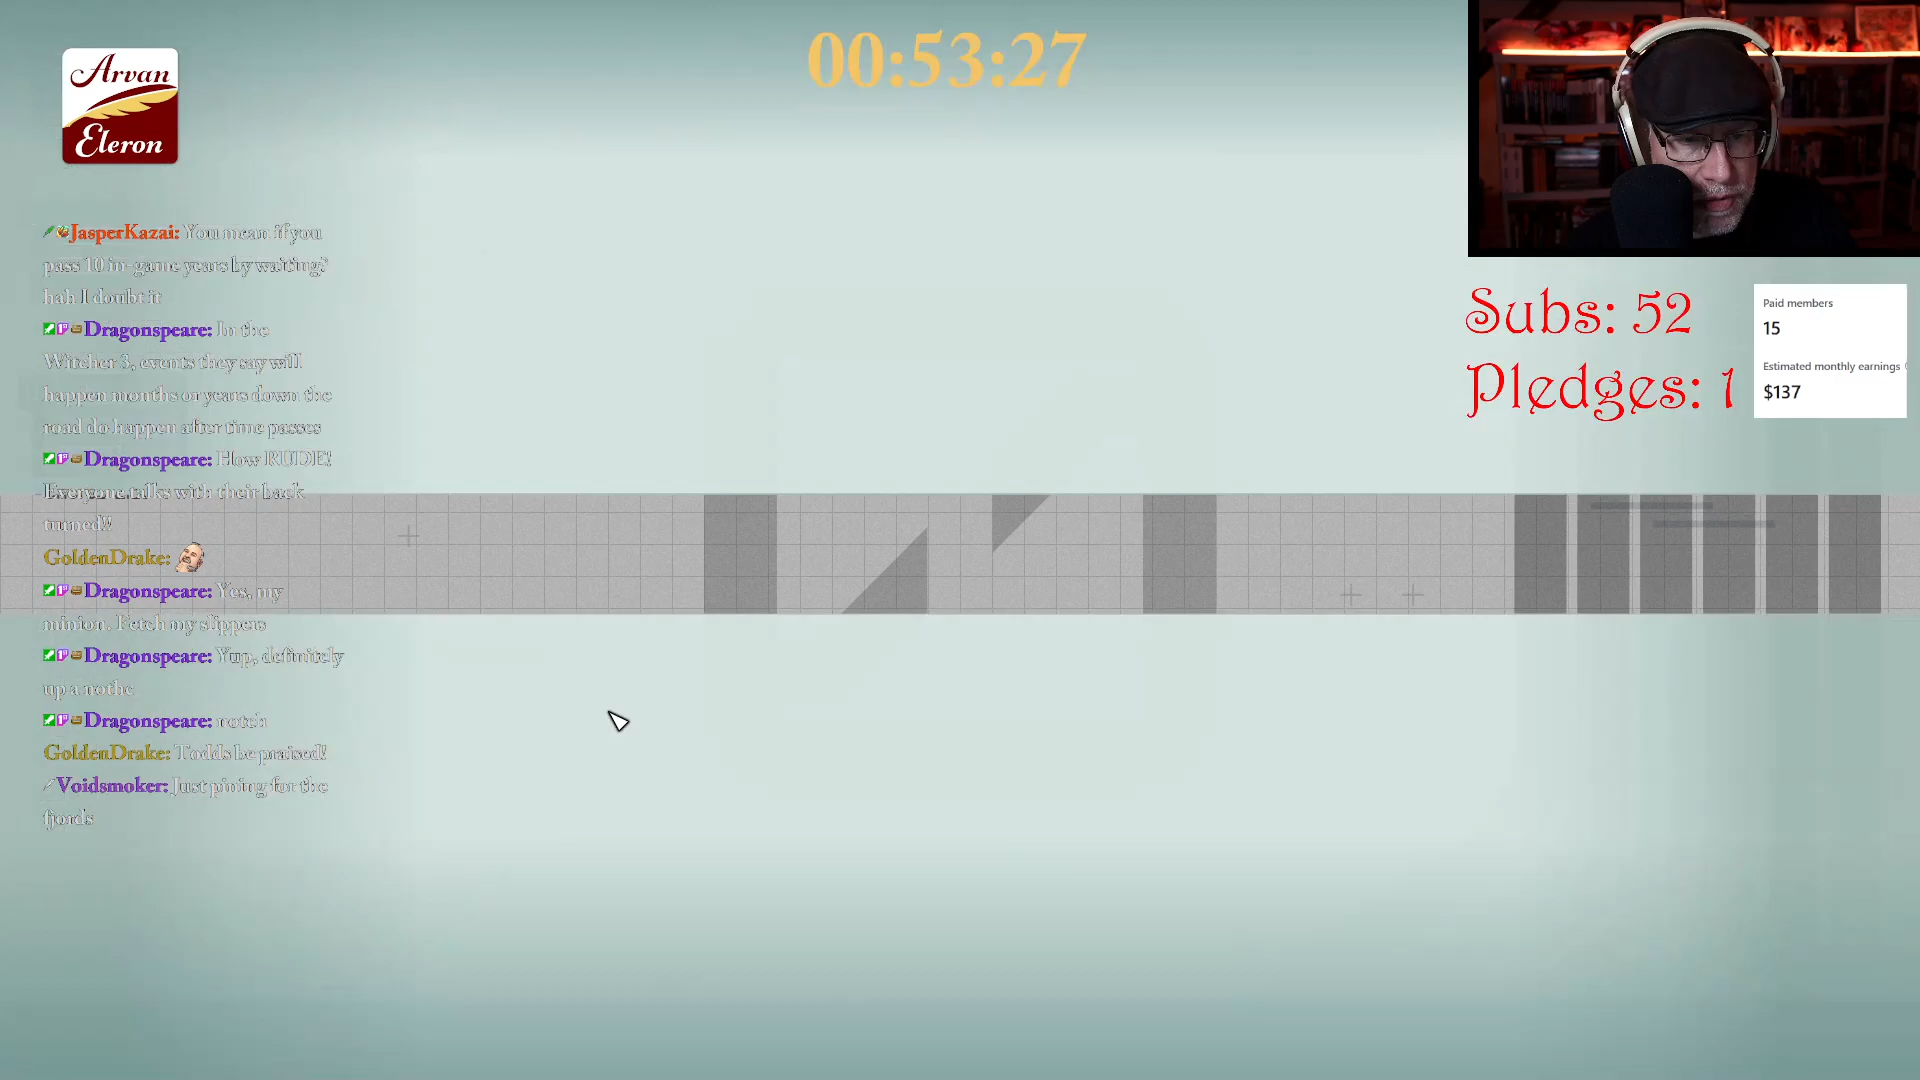 00:53:27
Arvan
Eleron
JasperKazai: You mean if you
pass 10 in-game years by waiting?
hah I doubt it
Dragonspeare: In the
Witcher 3, events they say will
happen months or years down the
road do happen after time passes
Dragonspeare: How RUDE!
Everyone talks with their back
turned!!
GoldenDrake:
Dragonspeare: Yes, my
minion. Fetch my slippers
Dragonspeare: Yup, definitely
up a nothc
Dragonspeare: notch
GoldenDrake: Todds be praised!
Voidsmoker: Just pining for the
fjords
Subs: 52
Pledges: 1
Paid members
15
Estimated monthly earnings
$137